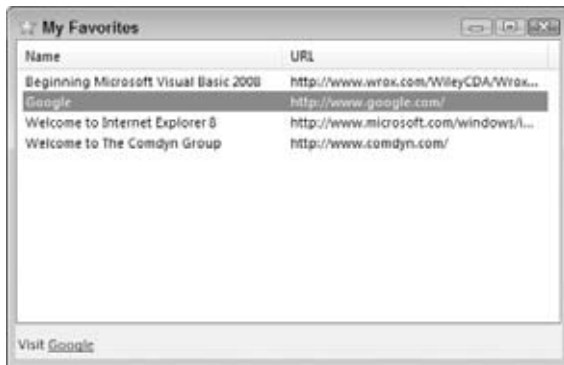 My Favorites
Name URL
Beginning Microsoft Visual Basic 2008 http://www.wrox.com/WileyCDA/Wrox...
Google http://www.google.com/
Welcome to Internet Explorer 8 http://www.microsoft.com/windows/i...
Welcome to The Comdyn Group http://www.comdyn.com/
Visit Google